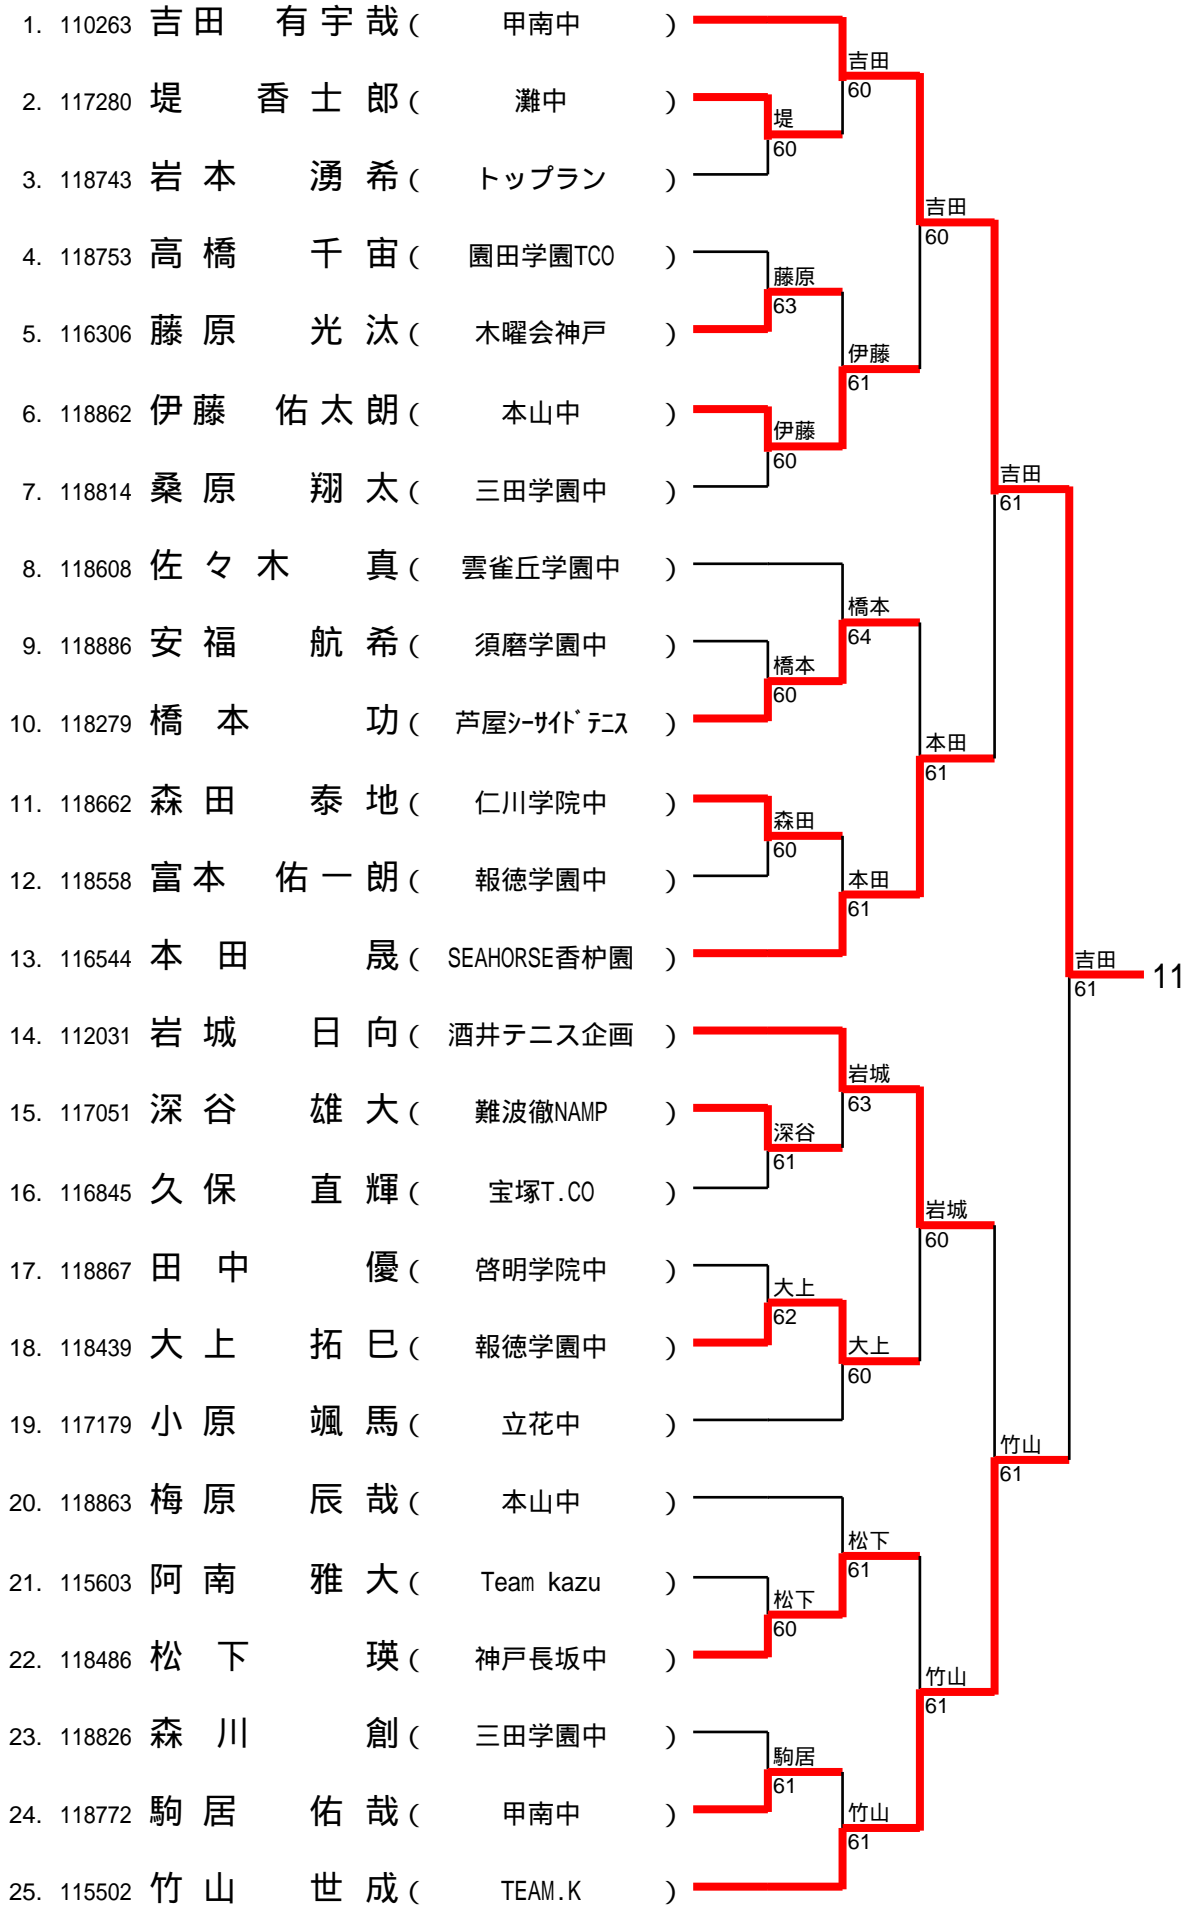 1. 110263 吉田 有宇哉 ( 甲南中 )
吉田
60
2. 117280 堤 香士郎 ( 灘中 )
堤
60
3. 118743 岩本 湧希 ( トップラン )
吉田
60
4. 118753 高橋 千宙 ( 園田学園TCO )
藤原
63
5. 116306 藤原 光汰 ( 木曜会神戸 )
伊藤
61
6. 118862 伊藤 佑太朗 ( 本山中 )
伊藤
60
7. 118814 桑原 翔太 ( 三田学園中 )
吉田
61
8. 118608 佐々木 真 ( 雲雀丘学園中 )
橋本
64
9. 118886 安福 航希 ( 須磨学園中 )
橋本
60
10. 118279 橋本 功 ( 芦屋シーサイドテニス )
本田
61
11. 118662 森田 泰地 ( 仁川学院中 )
森田
60
12. 118558 富本 佑一朗 ( 報徳学園中 )
本田
61
13. 116544 本田 晟 ( SEAHORSE香枦園 )
吉田
61
11
14. 112031 岩城 日向 ( 酒井テニス企画 )
岩城
63
15. 117051 深谷 雄大 ( 難波徹NAMP )
深谷
61
16. 116845 久保 直輝 ( 宝塚T.CO )
岩城
60
17. 118867 田中 優 ( 啓明学院中 )
大上
62
18. 118439 大上 拓巳 ( 報徳学園中 )
大上
60
19. 117179 小原 颯馬 ( 立花中 )
竹山
61
20. 118863 梅原 辰哉 ( 本山中 )
松下
61
21. 115603 阿南 雅大 ( Team kazu )
松下
60
22. 118486 松下 瑛 ( 神戸長坂中 )
竹山
61
23. 118826 森川 創 ( 三田学園中 )
駒居
61
24. 118772 駒居 佑哉 ( 甲南中 )
竹山
61
25. 115502 竹山 世成 ( TEAM.K )